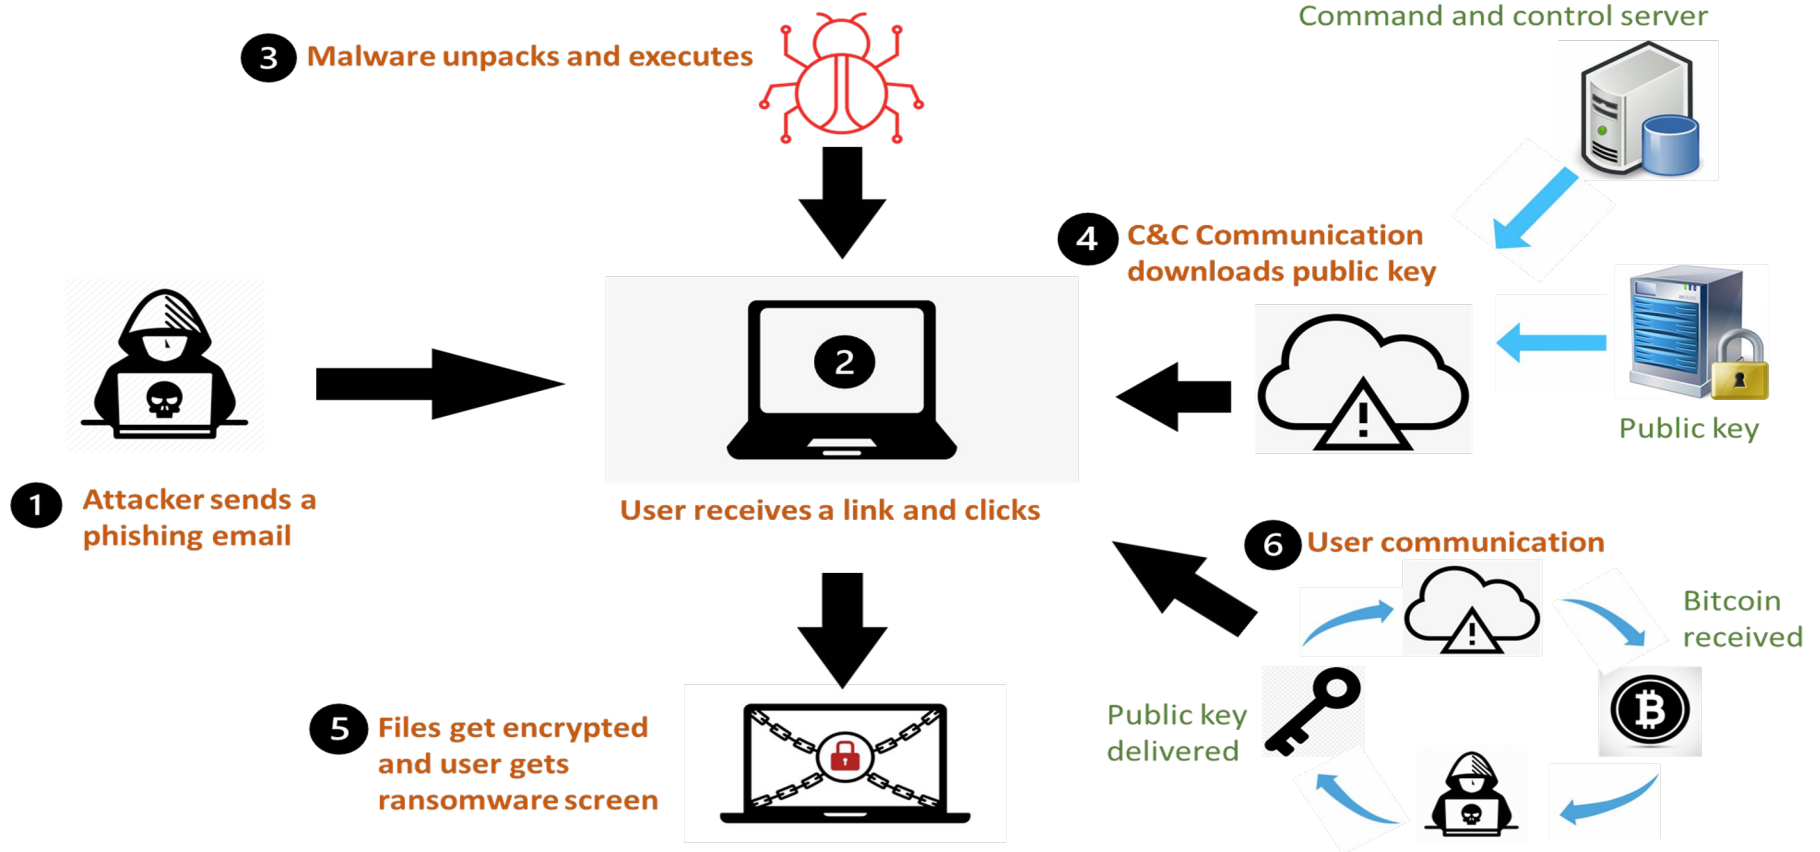 1
Attacker sends a
phishing email
2
User receives a link and clicks
3
Malware unpacks and executes
4
C&C Communication
downloads public key
Command and control server
Public key
5
Files get encrypted
and user gets
ransomware screen
6
User communication
Bitcoin
received
Public key
delivered